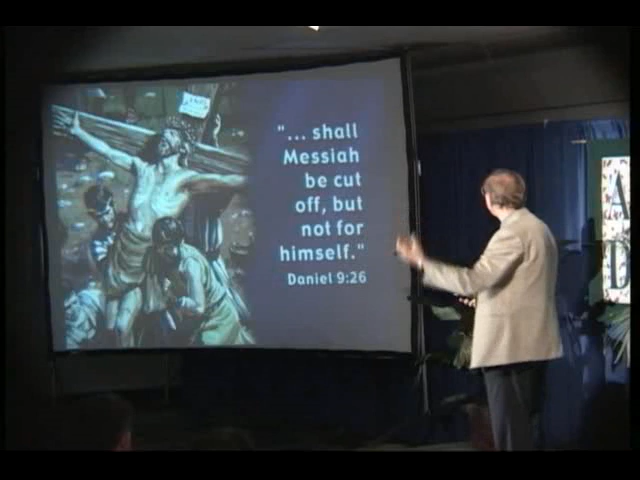 "... shall
Messiah
be cut
off, but
not for
himself."
Daniel 9:26
A
D